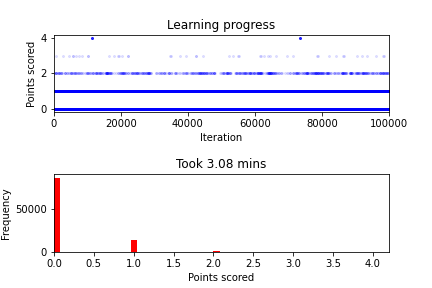 Learning progress
4
2
0
Points scored
0 20000 40000 60000 80000 100000
Iteration
Took 3.08 mins
50000
0
Frequency
0.0 0.5 1.0 1.5 2.0 2.5 3.0 3.5 4.0
Points scored